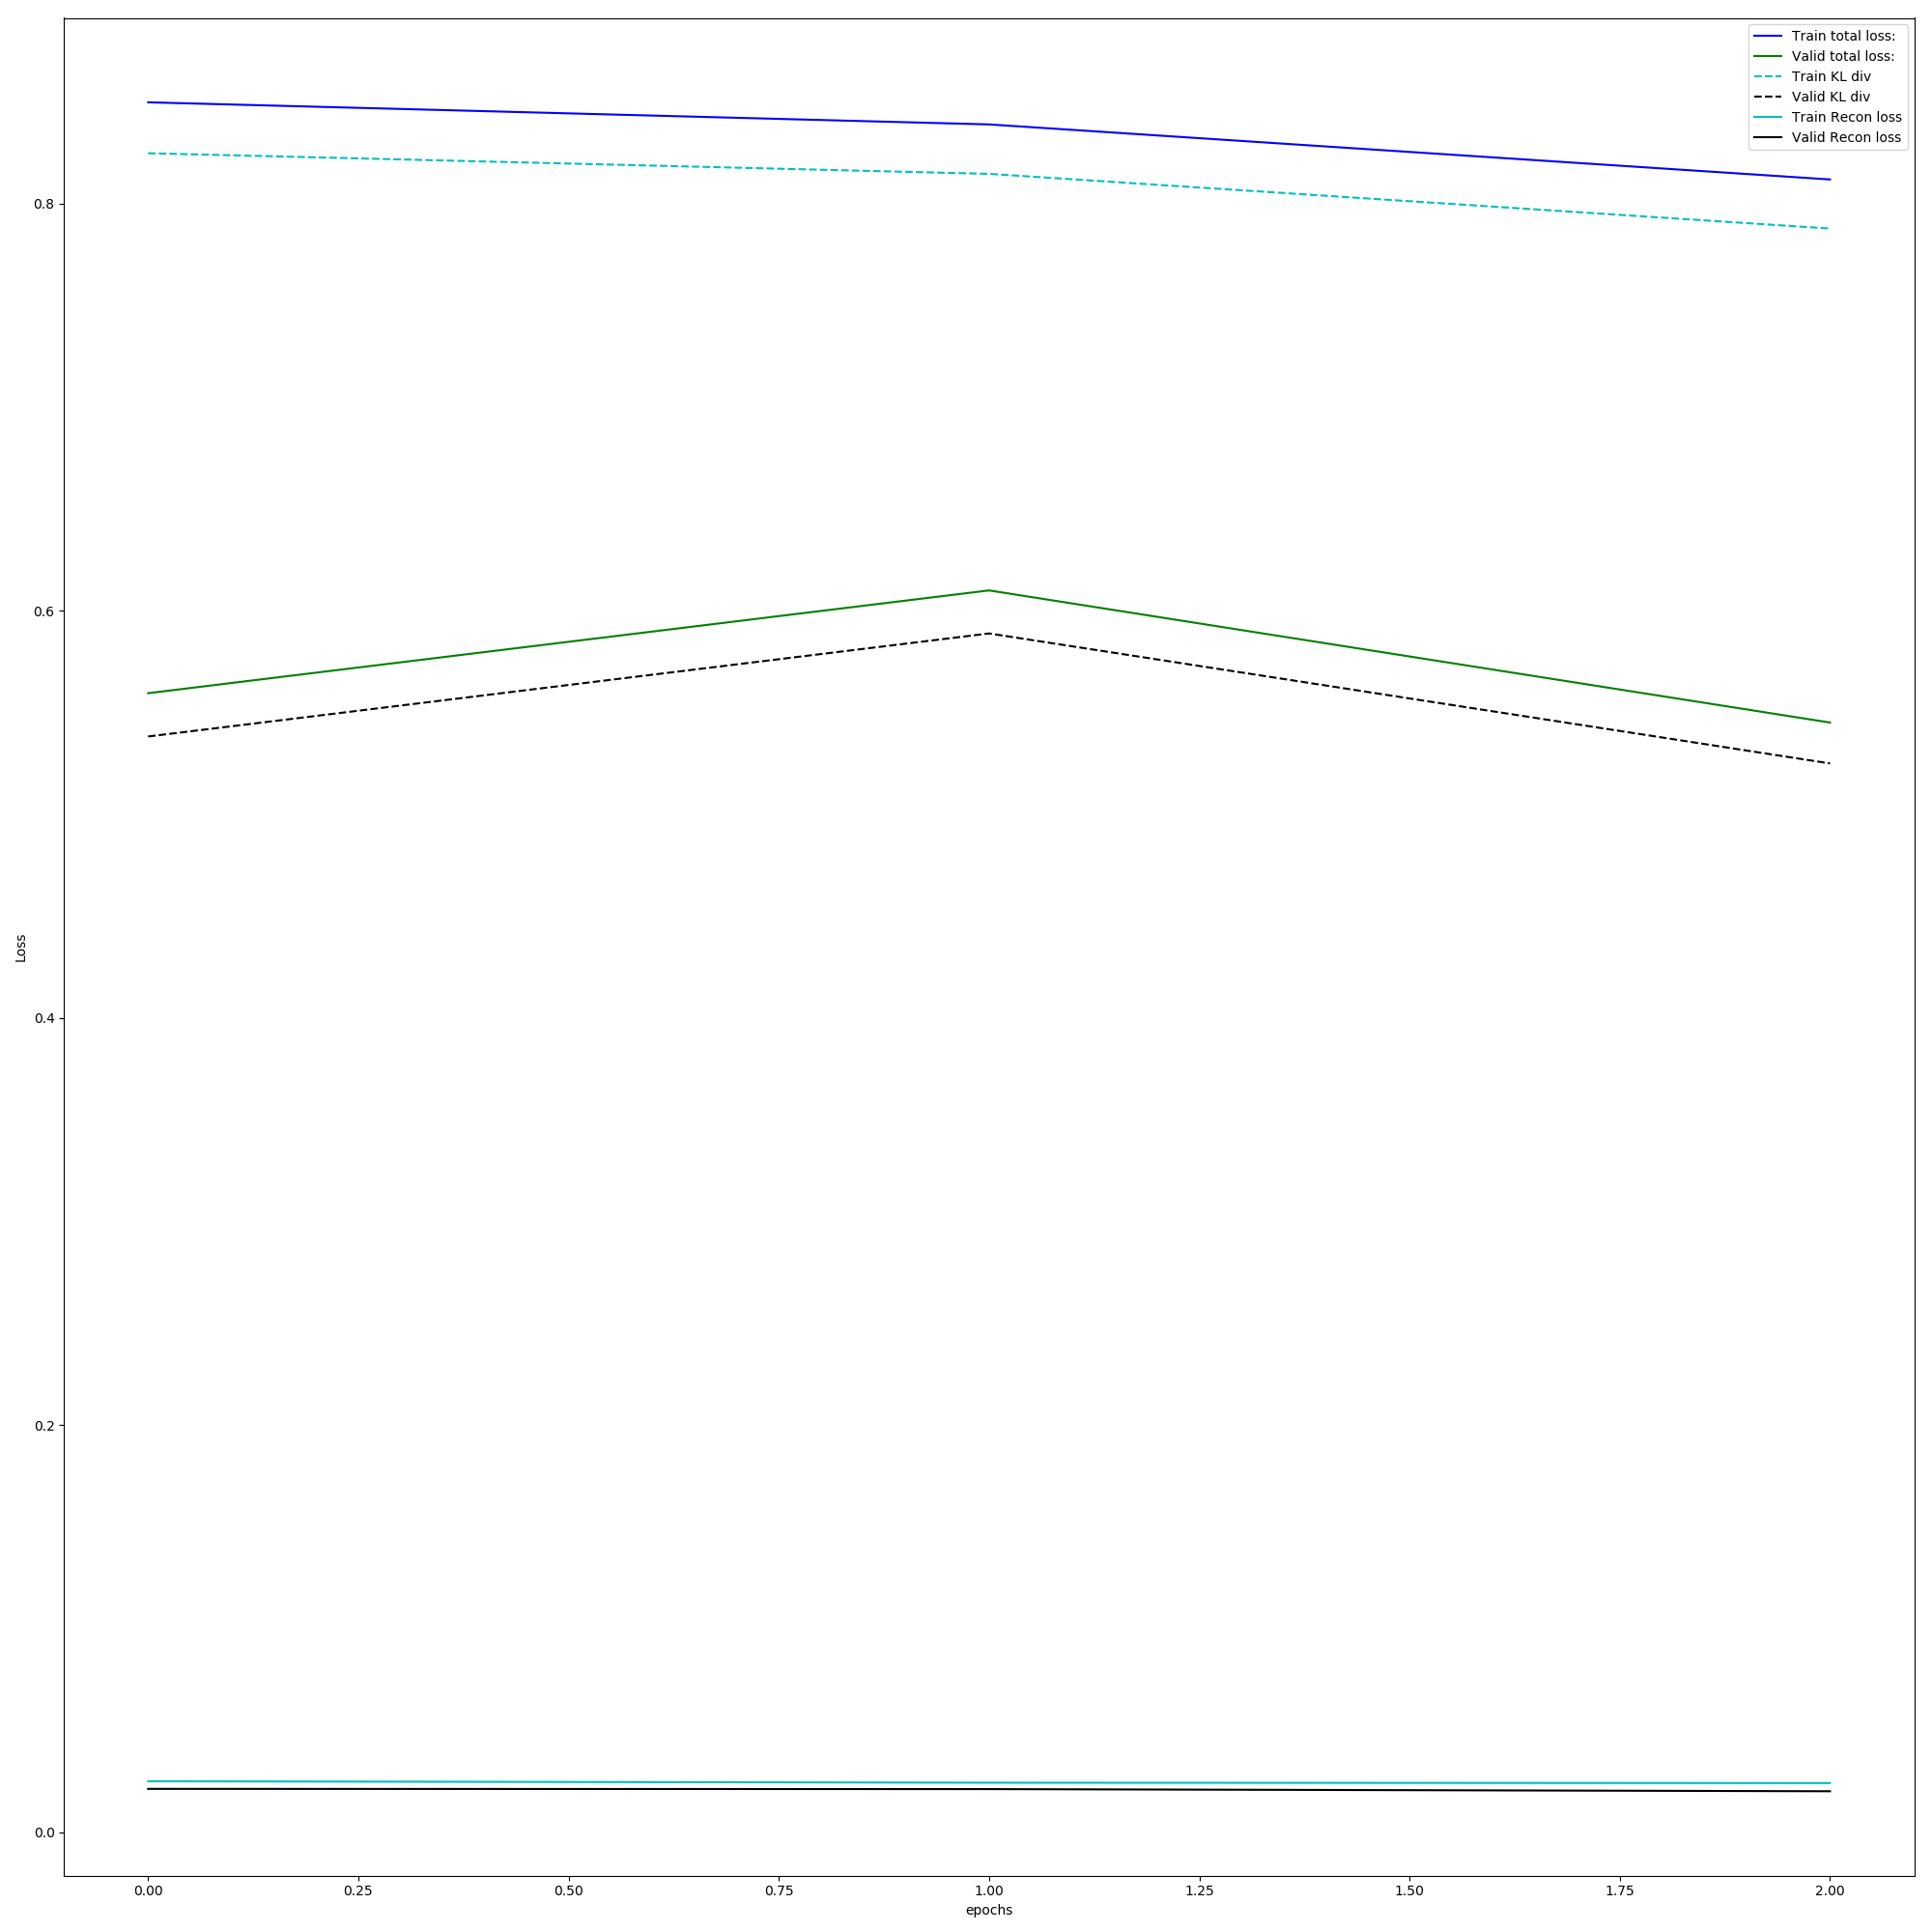 Train total loss:
Valid total loss:
Train KL div
Valid KL div
Train Recon loss
Valid Recon loss
0.8
0.6
0.4
0.2
0.0
Loss
0.00 0.25 0.50 0.75 1.00 1.25 1.50 1.75 2.00
epochs